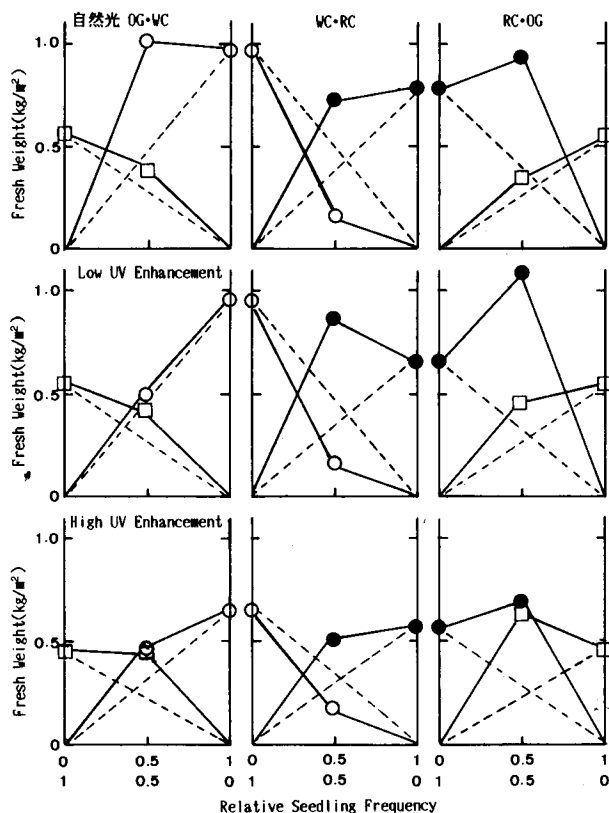 自然光 OG·WC
WC·RC
RC·OG
Fresh Weight(kg/m²)
1.0
0.5
0
Low UV Enhancement
Fresh Weight(kg/m²)
1.0
0.5
0
High UV Enhancement
Fresh Weight(kg/m²)
1.0
0.5
0
0 0.5 1 0 0.5 1 0 0.5 1
1 0.5 0 1 0.5 0 1 0.5 0
Relative Seedling Frequency